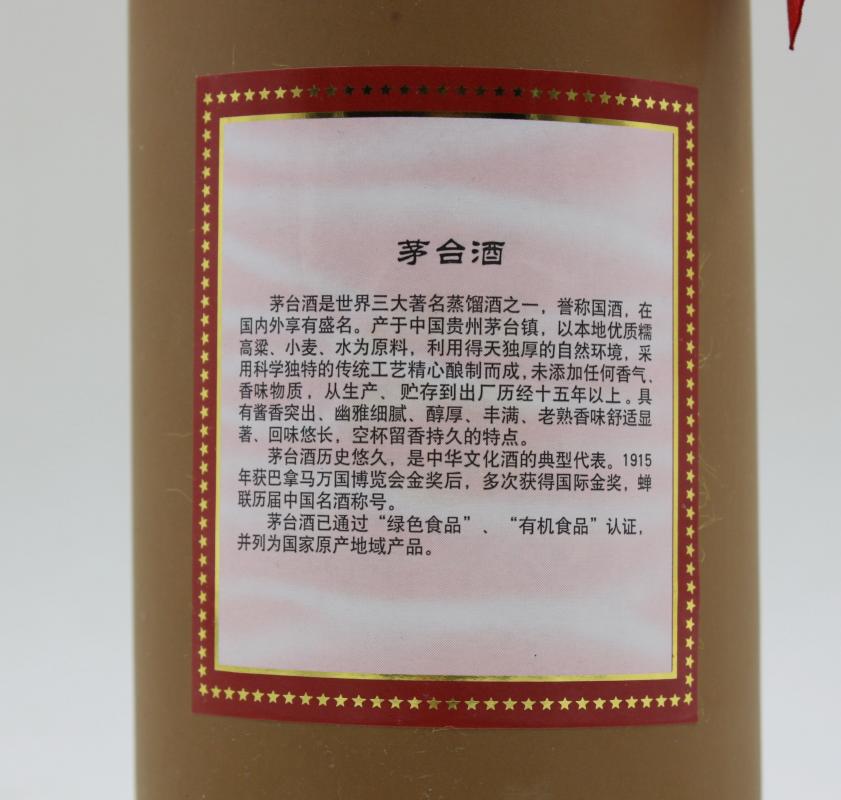 茅台酒
茅台酒是世界三大著名蒸馏酒之一，誉称国酒，在
国内外享有盛名。产于中国贵州茅台镇，以本地优质糯
高粱、小麦、水为原料，利用得天独厚的自然环境，采
用科学独特的传统工艺精心酿制而成,未添加任何香气、
香味物质，从生产、贮存到出厂历经十五年以上。具
有酱香突出、幽雅细腻、醇厚、丰满、老熟香味舒适显
著、回味悠长，空杯留香持久的特点。
茅台酒历史悠久，是中华文化酒的典型代表。1915
年获巴拿马万国博览会金奖后，多次获得国际金奖，蝉
联历届中国名酒称号。
茅台酒已通过“绿色食品”、“有机食品”认证，
并列为国家原产地域产品。